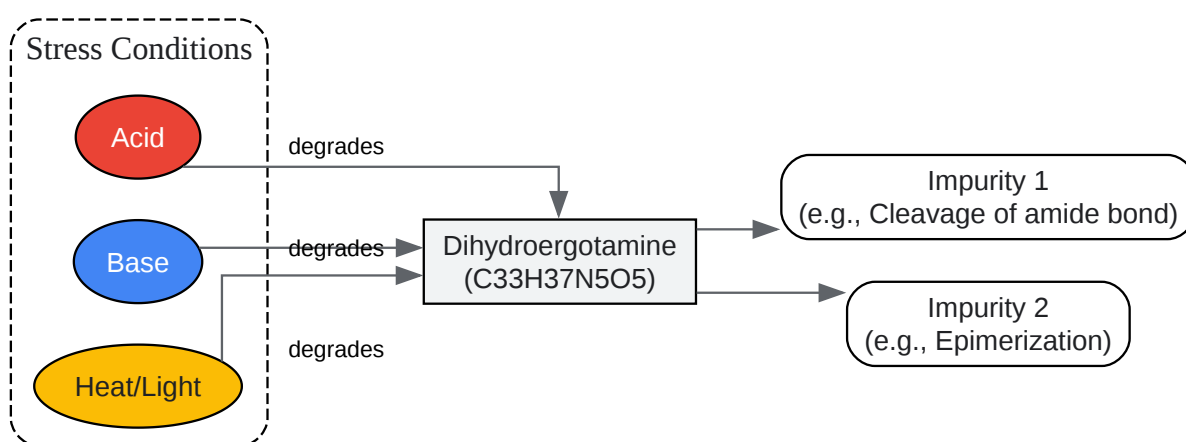 Stress Conditions
Acid
degrades
Base
degrades
Heat/Light
degrades
Dihydroergotamine
(C33H37N5O5)
Impurity 1
(e.g., Cleavage of amide bond)
Impurity 2
(e.g., Epimerization)